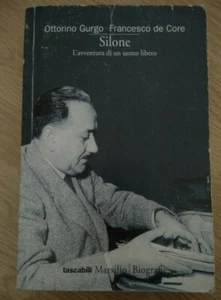 Ottorino Gurgo Francesco de Core
Silone
L'avventura di un uomo libero
tascabili Marsilio Biografie